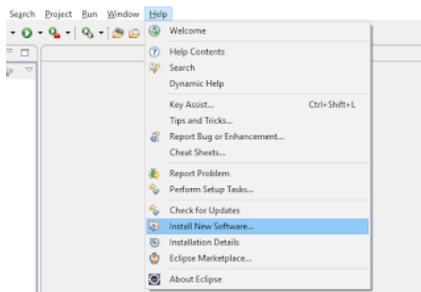 Search Project Run Window Help
Welcome
Help Contents
Search
Dynamic Help
Key Assist... Ctrl+Shift+L
Tips and Tricks...
Report Bug or Enhancement...
Cheat Sheets...
Report Problem
Perform Setup Tasks...
Check for Updates
Install New Software...
Installation Details
Eclipse Marketplace...
About Eclipse